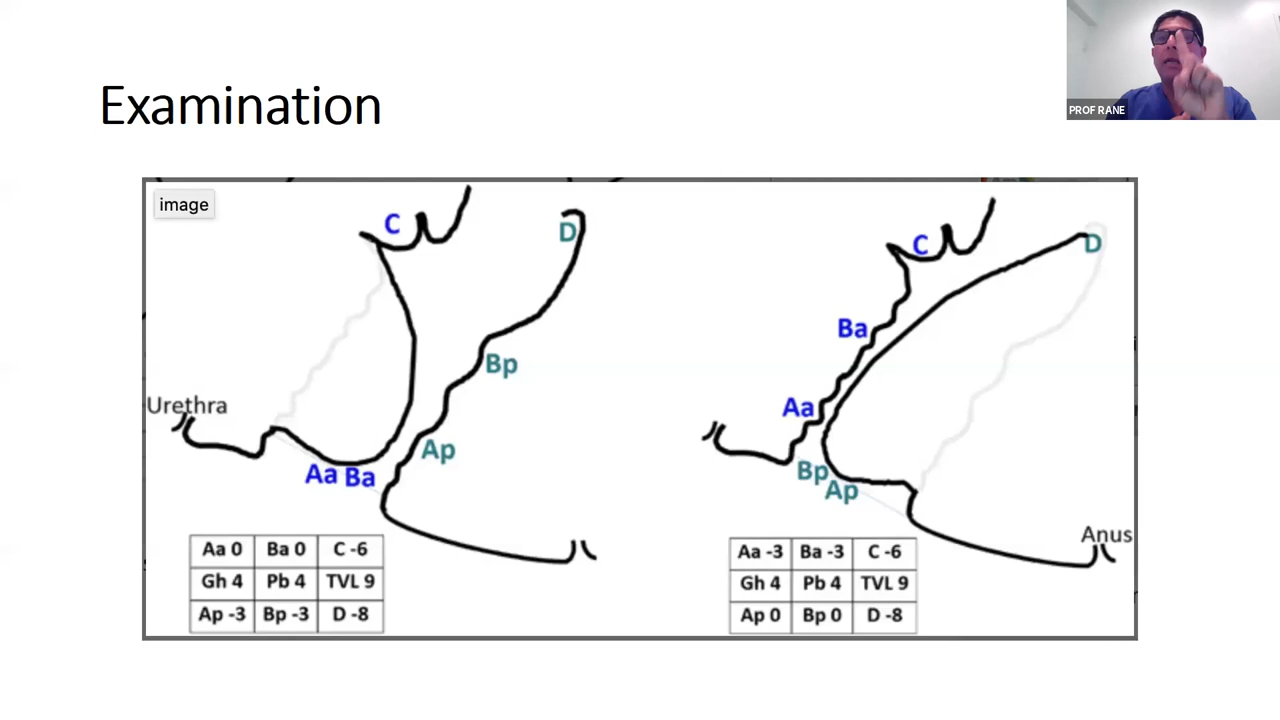 Examination
PROF RANE
image
C
D
Bp
Urethra
Ap
Aa Ba
Aa 0 Ba 0 C -6
Gh 4 Pb 4 TVL 9
Ap -3 Bp -3 D -8
C
D
Ba
Aa
Bp
Ap
Anus
Aa -3 Ba -3 C -6
Gh 4 Pb 4 TVL 9
Ap 0 Bp 0 D -8